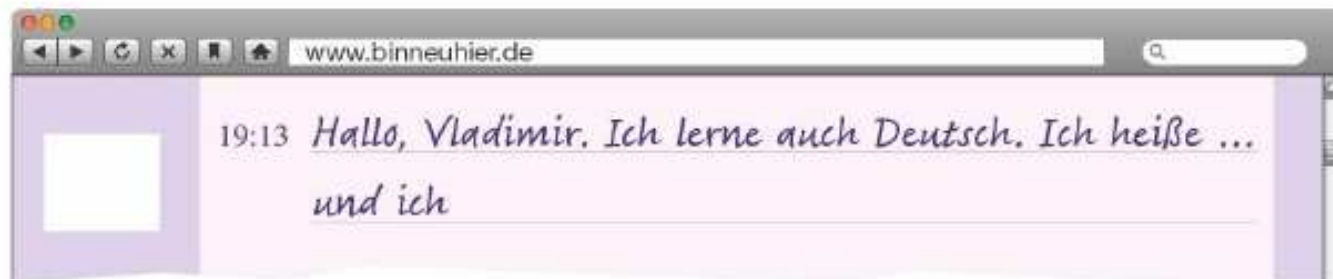 www.binneuhier.de
19:13 Hallo, Vladimir. Ich lerne auch Deutsch. Ich heiße ...
und ich